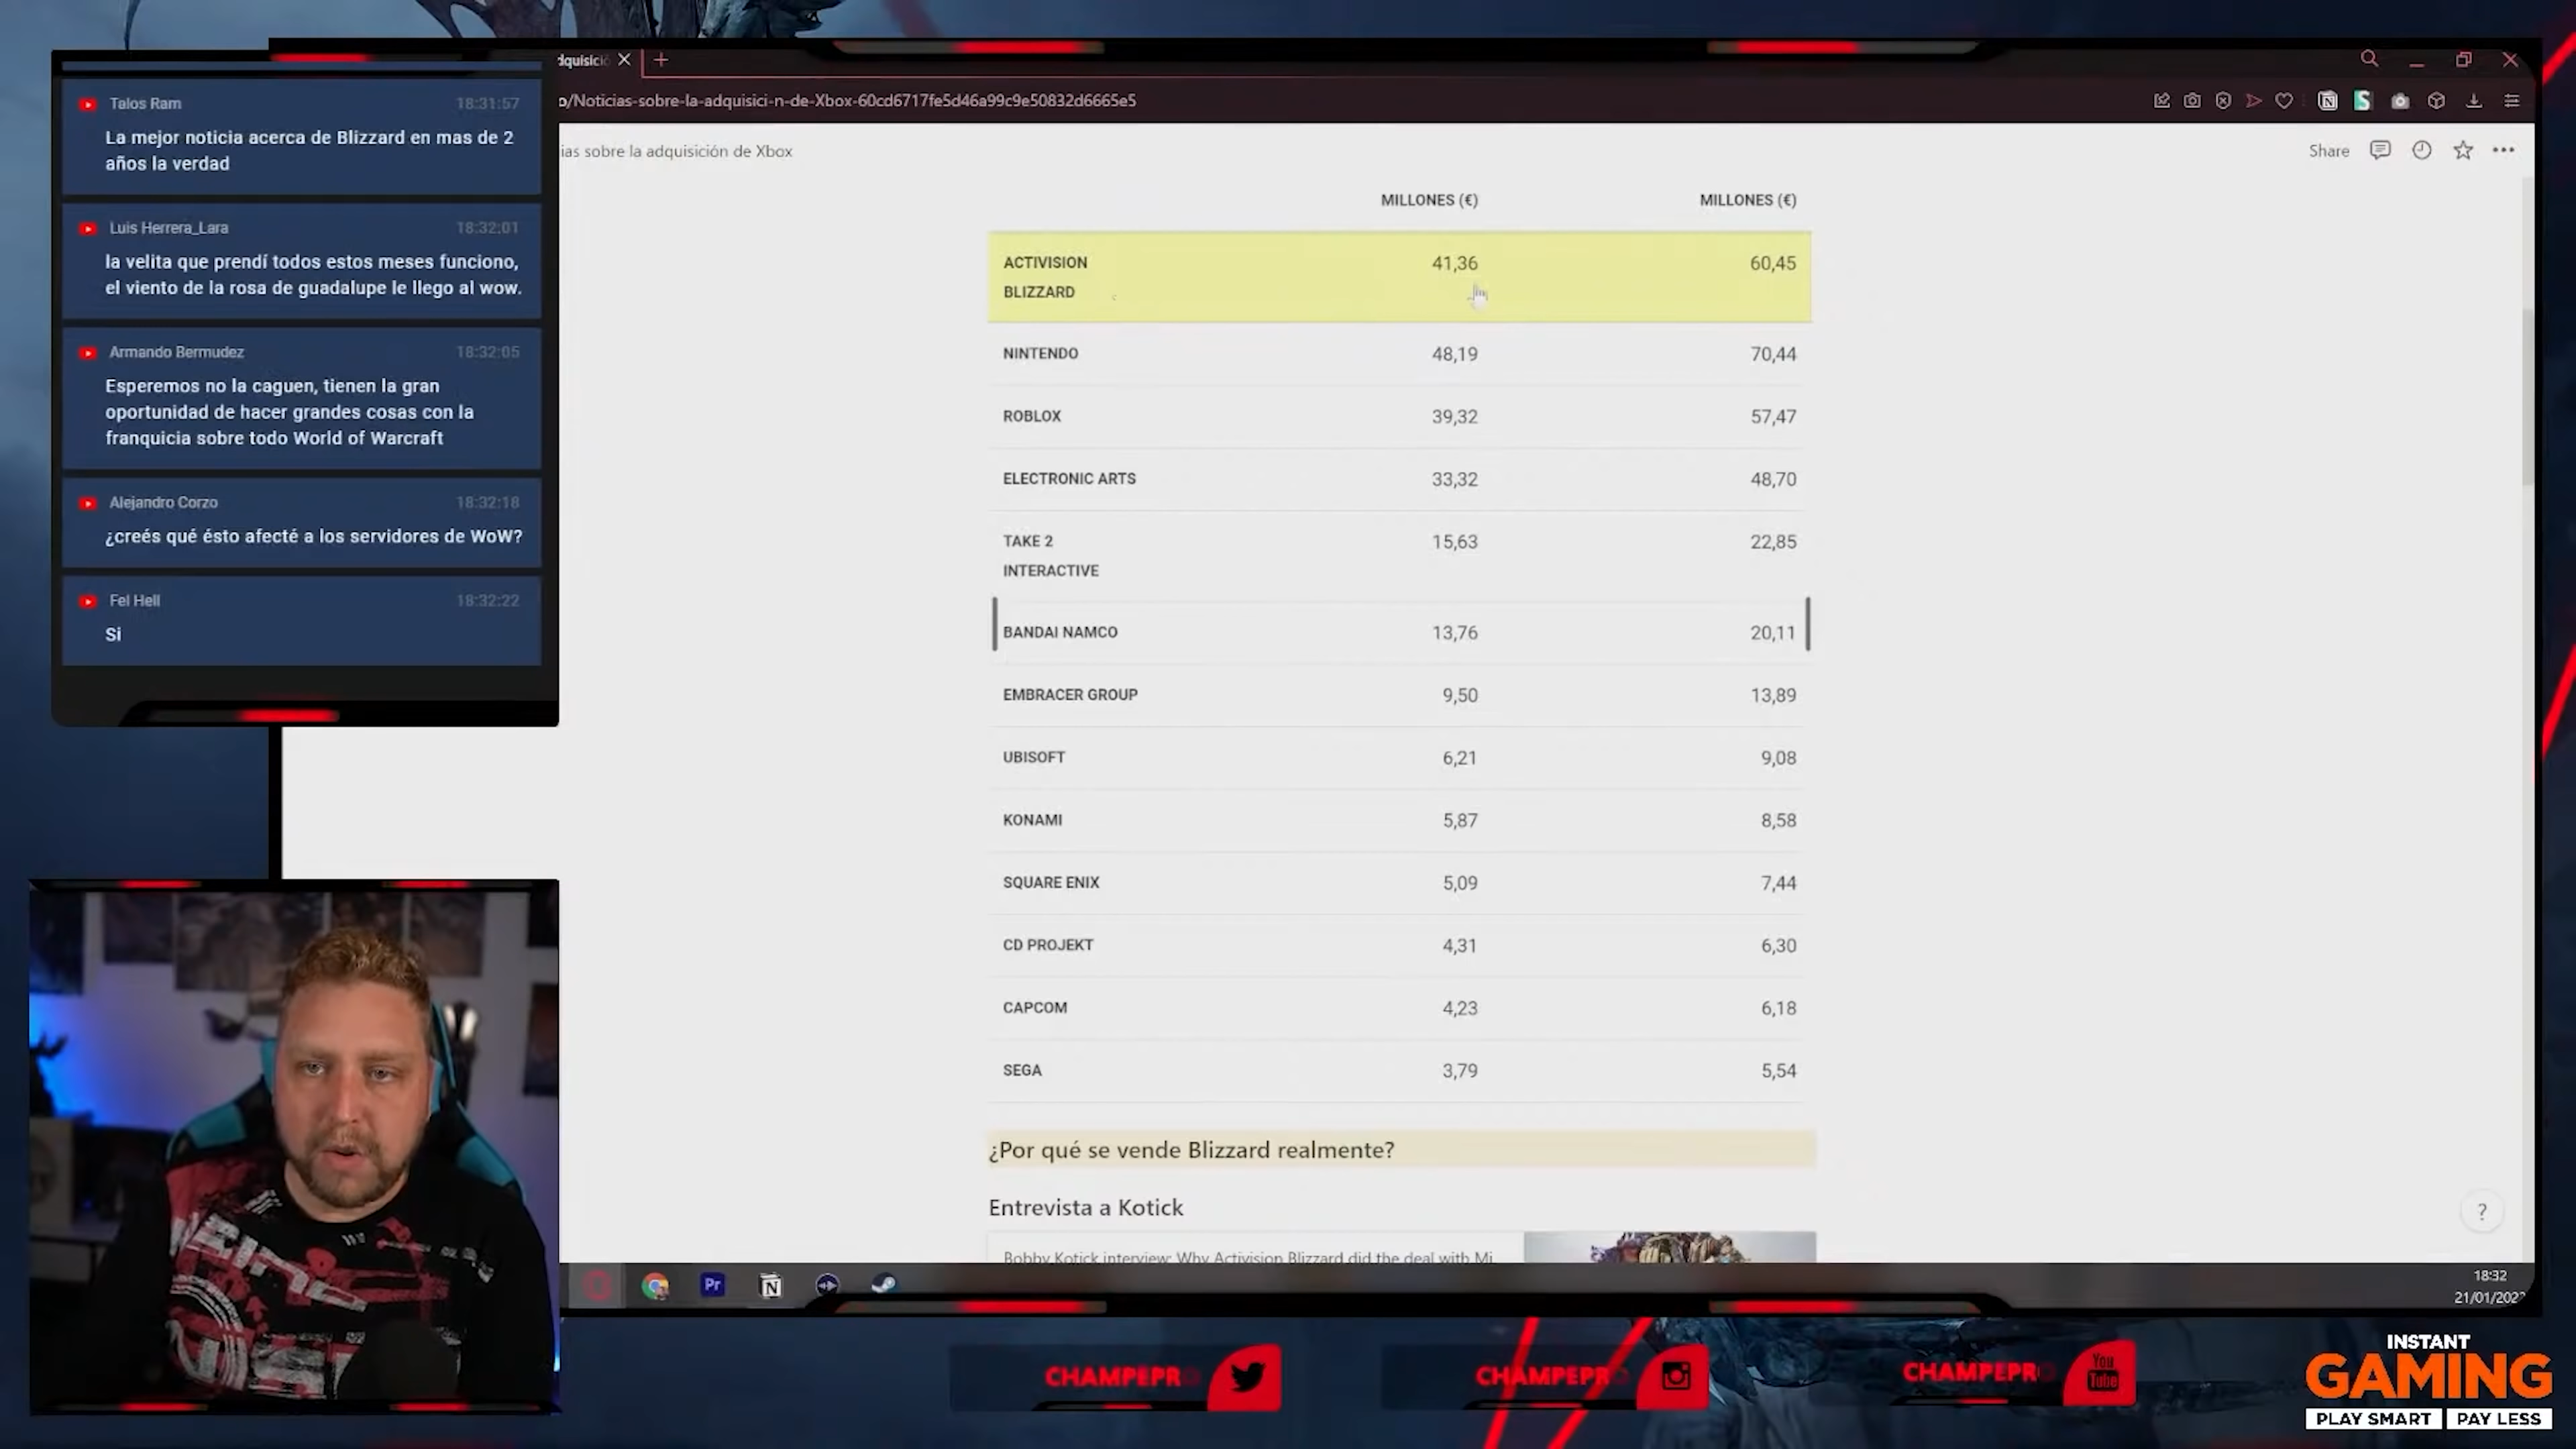 Talos Ram 18:31:57
La mejor noticia acerca de Blizzard en mas de 2
años la verdad
Luis Herrera_Lara 18:32:01
la velita que prendí todos estos meses funciono,
el viento de la rosa de guadalupe le llego al wow.
Armando Bermudez 18:32:05
Esperemos no la caguen, tienen la gran
oportunidad de hacer grandes cosas con la
franquicia sobre todo World of Warcraft
Alejandro Corzo 18:32:18
¿creés qué ésto afecté a los servidores de WoW?
Fel Hell 18:32:22
Si
/Noticias-sobre-la-adquisici-n-de-Xbox-60cd6717fe5d46a99c9e50832d6665e5
ias sobre la adquisición de Xbox
Share
MILLONES (€) MILLONES (€)
ACTIVISION 41,36 60,45
BLIZZARD
NINTENDO 48,19 70,44
ROBLOX 39,32 57,47
ELECTRONIC ARTS 33,32 48,70
TAKE 2 15,63 22,85
INTERACTIVE
BANDAI NAMCO 13,76 20,11
EMBRACER GROUP 9,50 13,89
UBISOFT 6,21 9,08
KONAMI 5,87 8,58
SQUARE ENIX 5,09 7,44
CD PROJEKT 4,31 6,30
CAPCOM 4,23 6,18
SEGA 3,79 5,54
¿Por qué se vende Blizzard realmente?
Entrevista a Kotick
Bobby Kotick interview: Why Activision Blizzard did the deal with Mi
?
Pr
N
18:32
21/01/202
CHAMPEPRO
CHAMPEPR
CHAMPEPR
You
Tube
INSTANT
GAMING
PLAY SMART PAY LESS